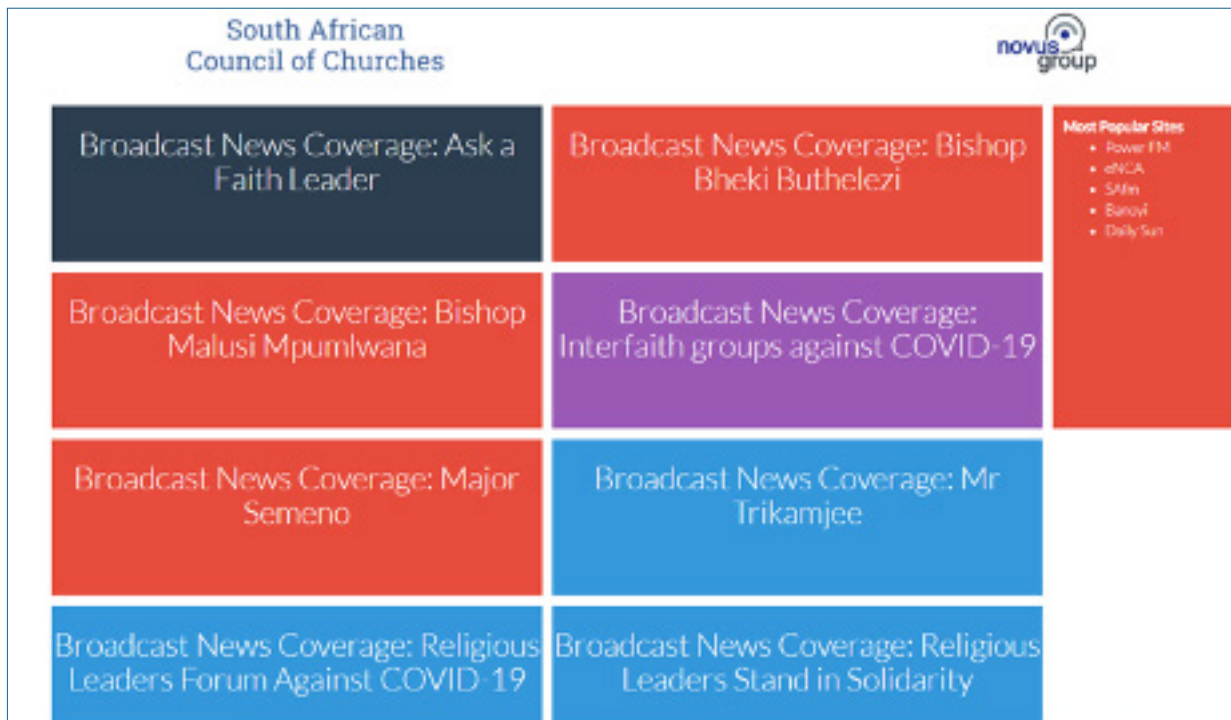 South African
Council of Churches
novus
group
Broadcast News Coverage: Ask a
Faith Leader
Broadcast News Coverage: Bishop
Bheki Buthelezi
Most Popular Sites
Power FM
eNCA
SAfm
Banoyi
Daily Sun
Broadcast News Coverage: Bishop
Malusi Mpumlwana
Broadcast News Coverage:
Interfaith groups against COVID-19
Broadcast News Coverage: Major
Semeno
Broadcast News Coverage: Mr
Trikamjee
Broadcast News Coverage: Religious
Leaders Forum Against COVID-19
Broadcast News Coverage: Religious
Leaders Stand in Solidarity